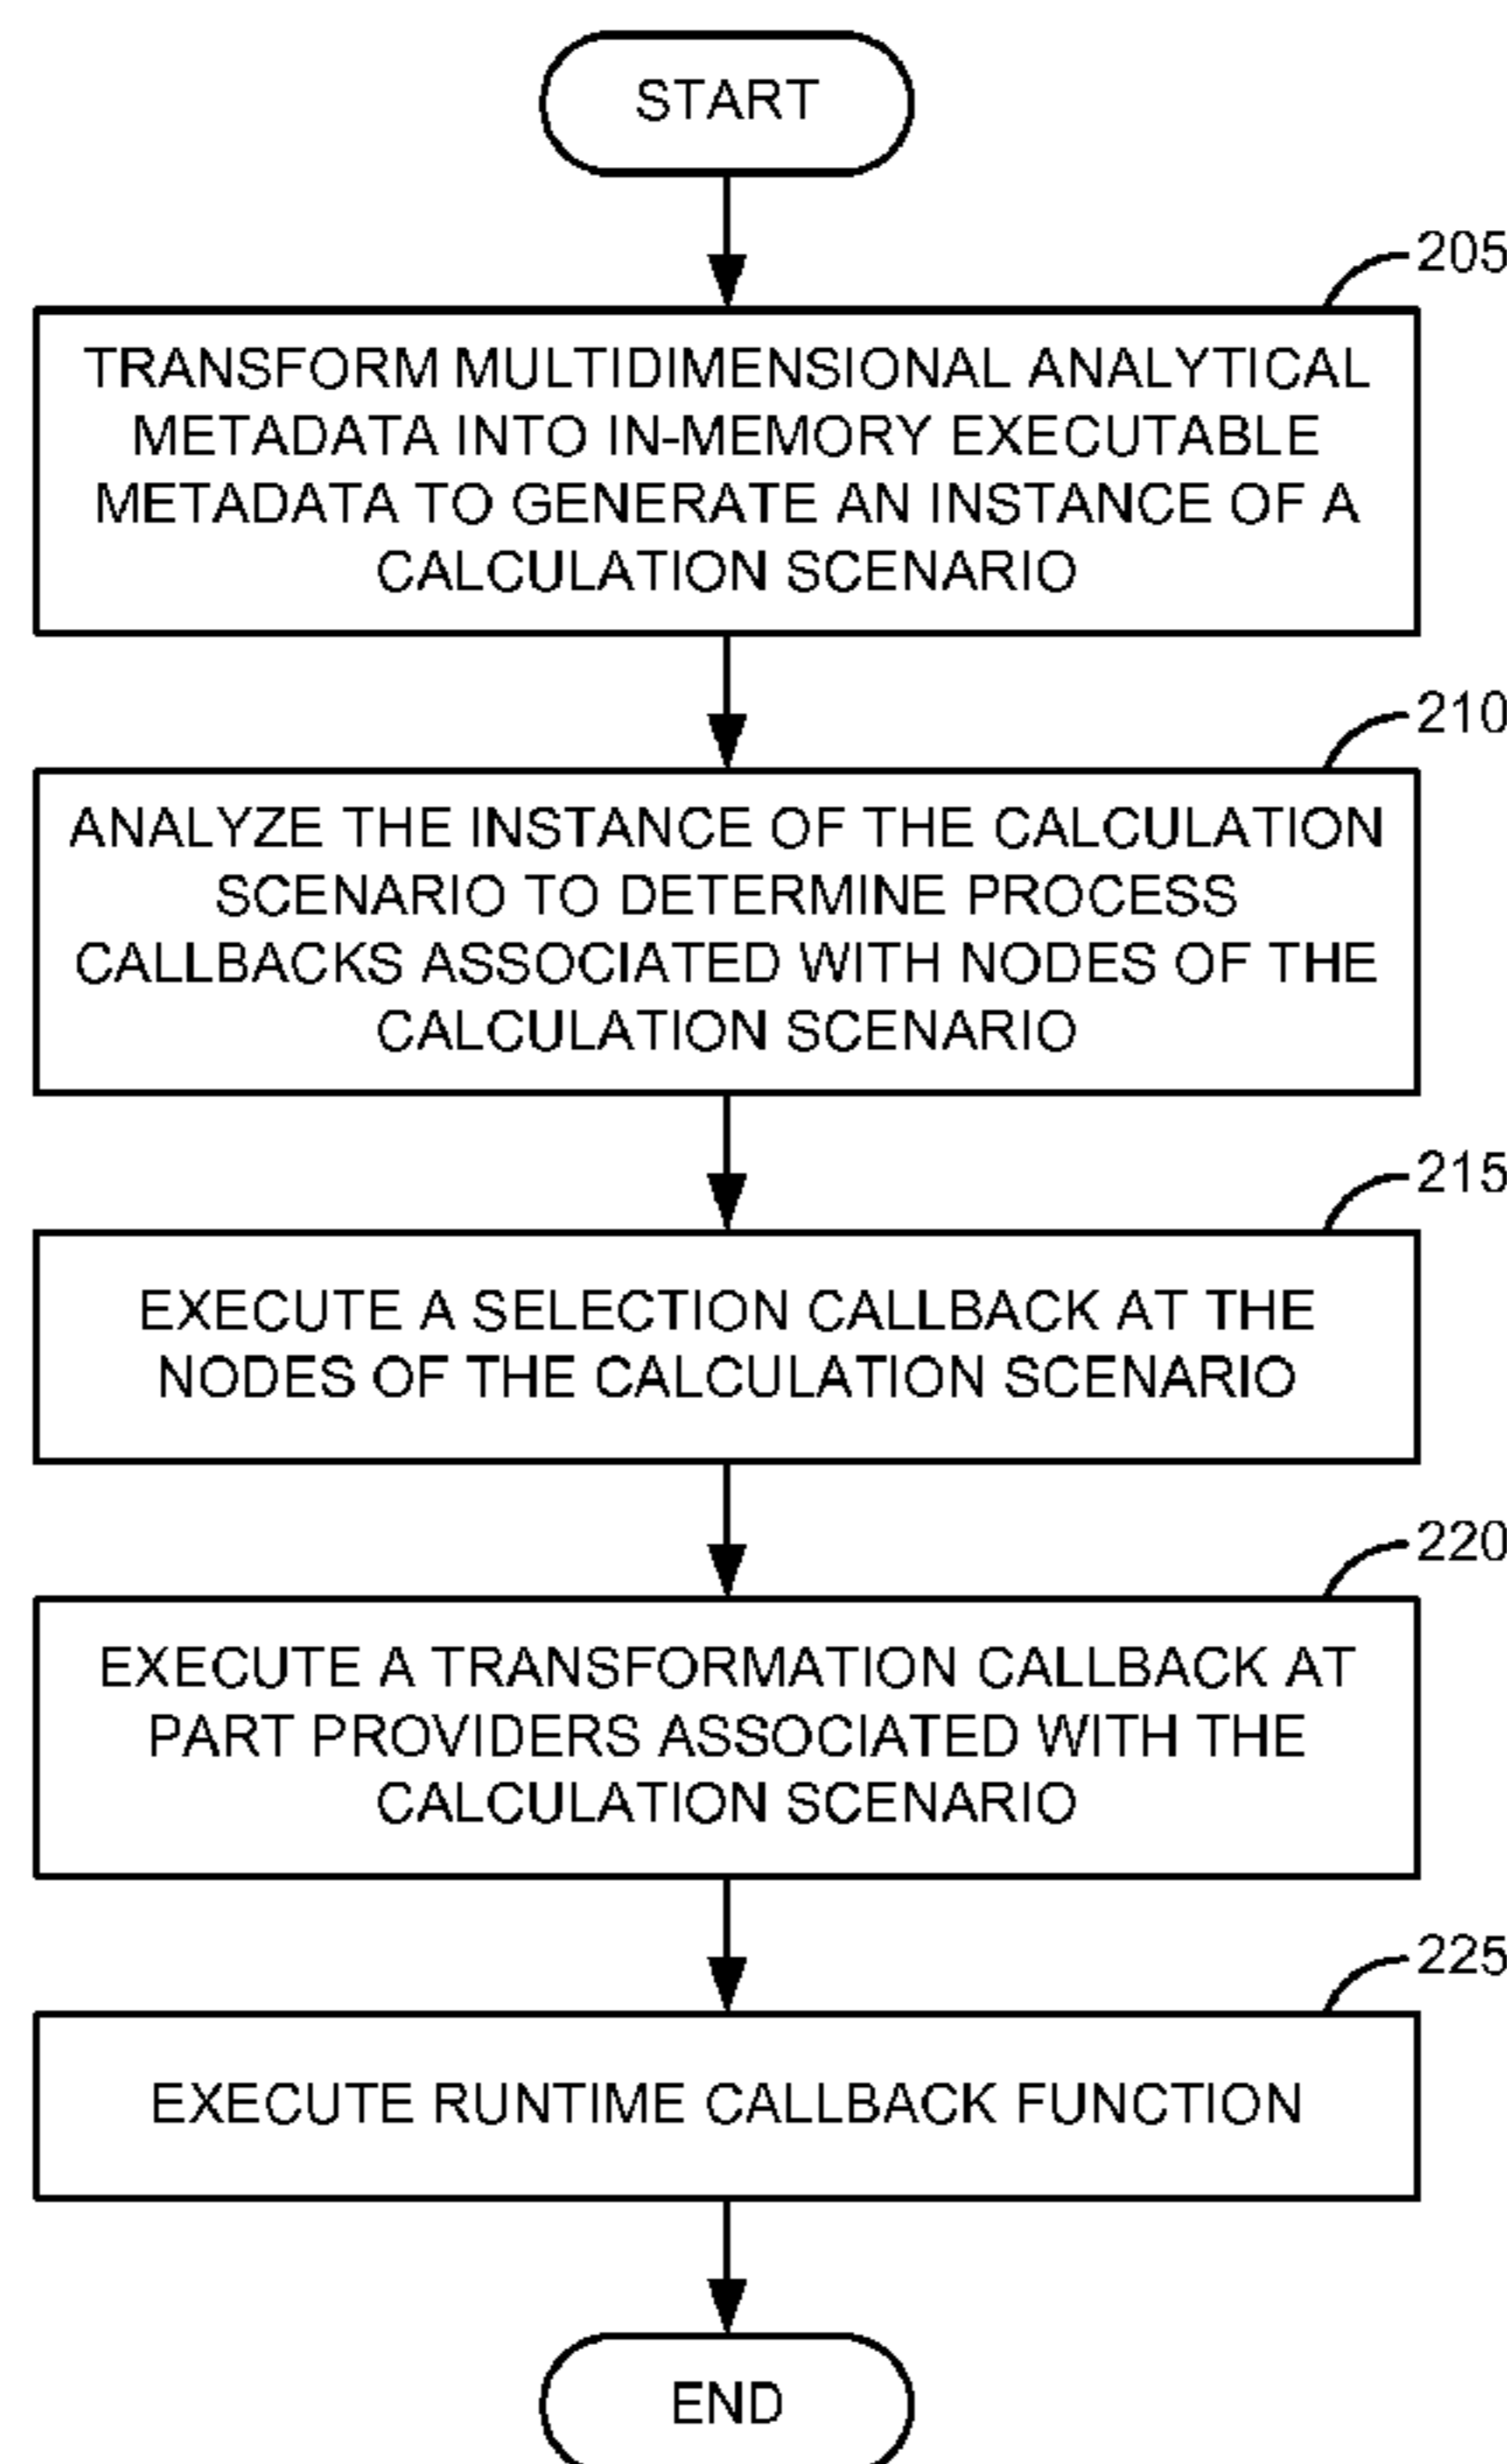 START
205
TRANSFORM MULTIDIMENSIONAL ANALYTICAL
METADATA INTO IN-MEMORY EXECUTABLE
METADATA TO GENERATE AN INSTANCE OF A
CALCULATION SCENARIO
210
ANALYZE THE INSTANCE OF THE CALCULATION
SCENARIO TO DETERMINE PROCESS
CALLBACKS ASSOCIATED WITH NODES OF THE
CALCULATION SCENARIO
215
EXECUTE A SELECTION CALLBACK AT THE
NODES OF THE CALCULATION SCENARIO
220
EXECUTE A TRANSFORMATION CALLBACK AT
PART PROVIDERS ASSOCIATED WITH THE
CALCULATION SCENARIO
225
EXECUTE RUNTIME CALLBACK FUNCTION
END